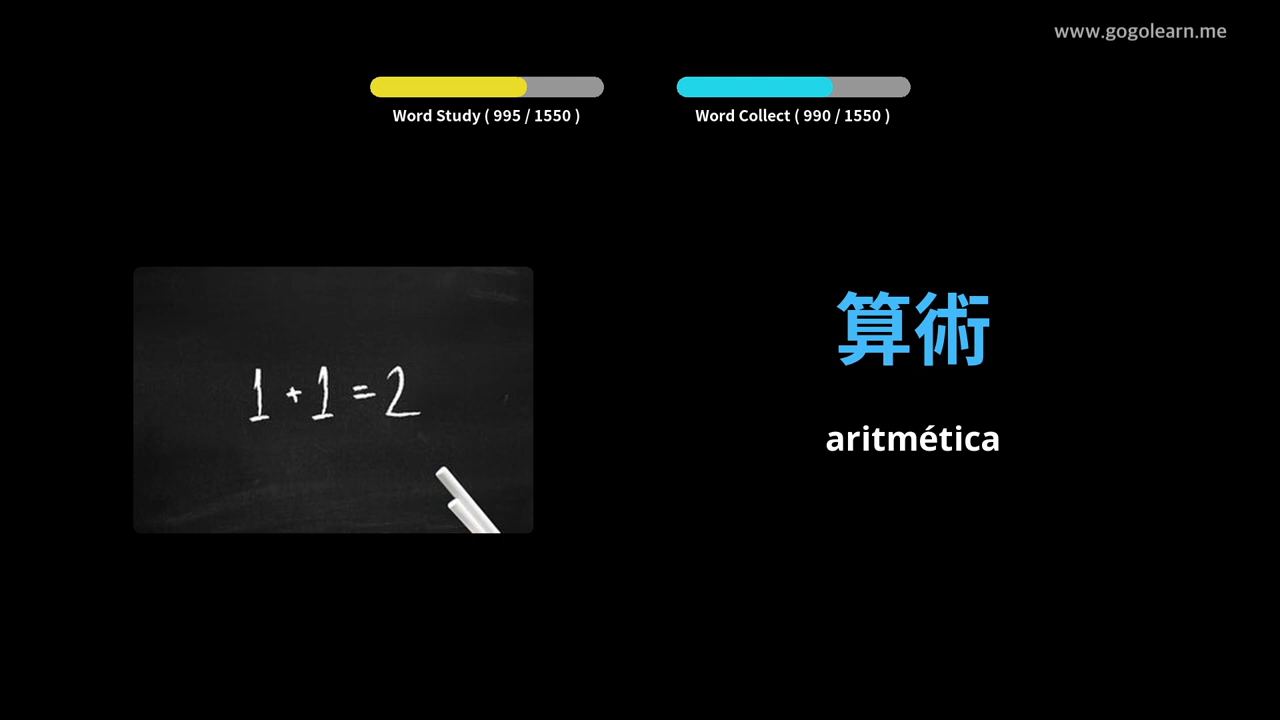 www.gogolearn.me
Word Study ( 995 / 1550 )
Word Collect ( 990 / 1550 )
1 + 1 = 2
算術
aritmética